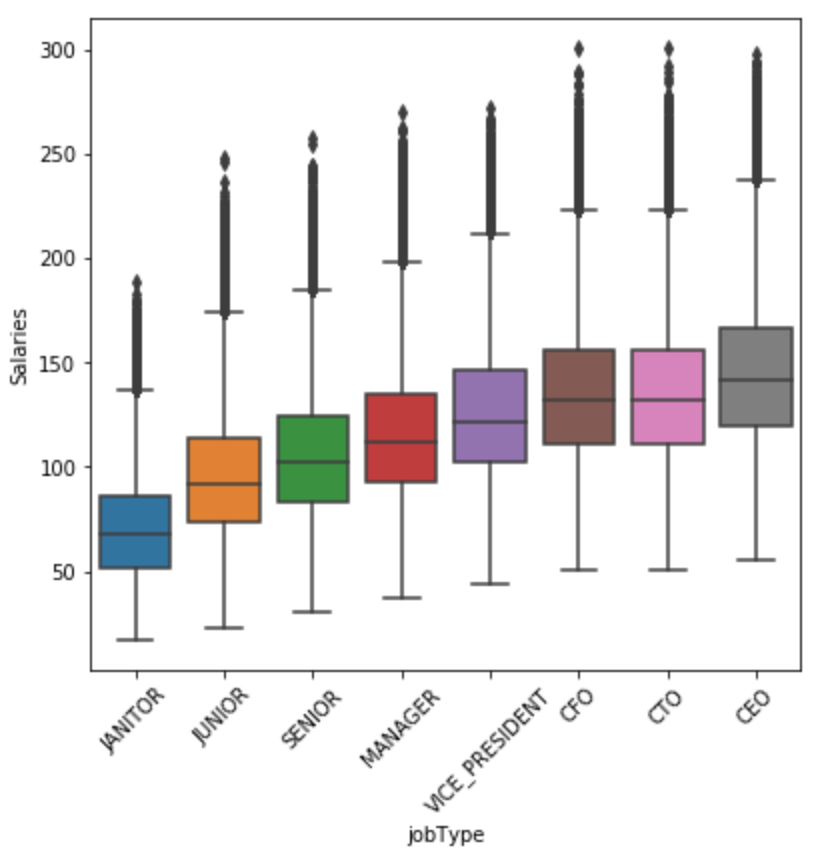 300
250
200
150
100
50
Salaries
JANITOR
JUNIOR
SENIOR
MANAGER
VICE_PRESIDENT
CFO
CTO
CEO
jobType